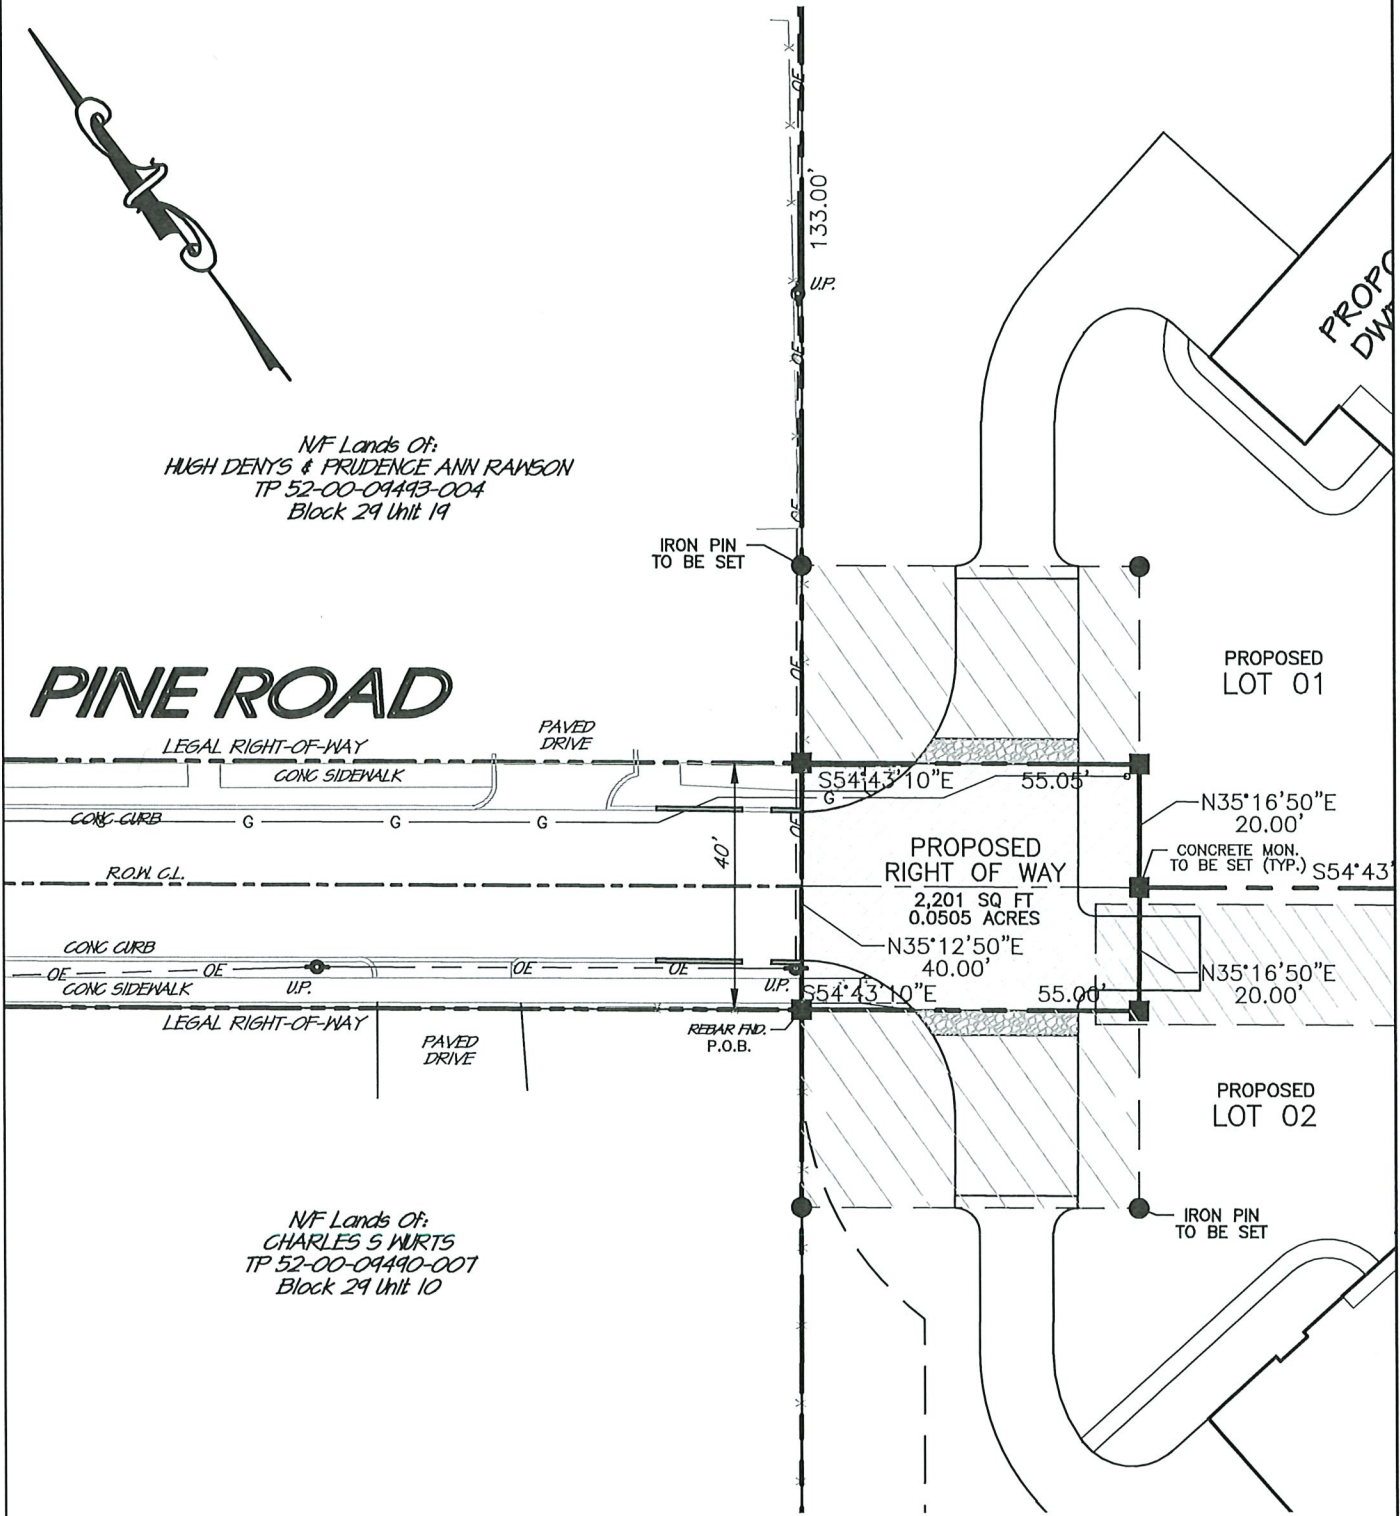 133.00'
U.P.
OE
OE
OE
OE
OE
PROPO
DW
N/F Lands Of:
HUGH DENYS & PRUDENCE ANN RAWSON
TP 52-00-09493-004
Block 29 Unit 19
IRON PIN
TO BE SET
PROPOSED
LOT 01
PINE ROAD
PAVED
DRIVE
LEGAL RIGHT-OF-WAY
CONC SIDEWALK
S54°43'10"E 55.05'
G
CONC CURB
G G G
N35°16'50"E
20.00'
40'
PROPOSED
RIGHT OF WAY
2,201 SQ FT
0.0505 ACRES
CONCRETE MON.
TO BE SET (TYP.)
S54°43'
R.O.W. C.L.
N35°12'50"E
40.00'
CONC CURB
OE OE OE OE
U.P.
U.P.
CONC SIDEWALK
S54°43'10"E 55.00'
N35°16'50"E
20.00'
LEGAL RIGHT-OF-WAY
REBAR FND.
P.O.B.
PAVED
DRIVE
PROPOSED
LOT 02
N/F Lands Of:
CHARLES S WURTS
TP 52-00-09490-007
Block 29 Unit 10
IRON PIN
TO BE SET